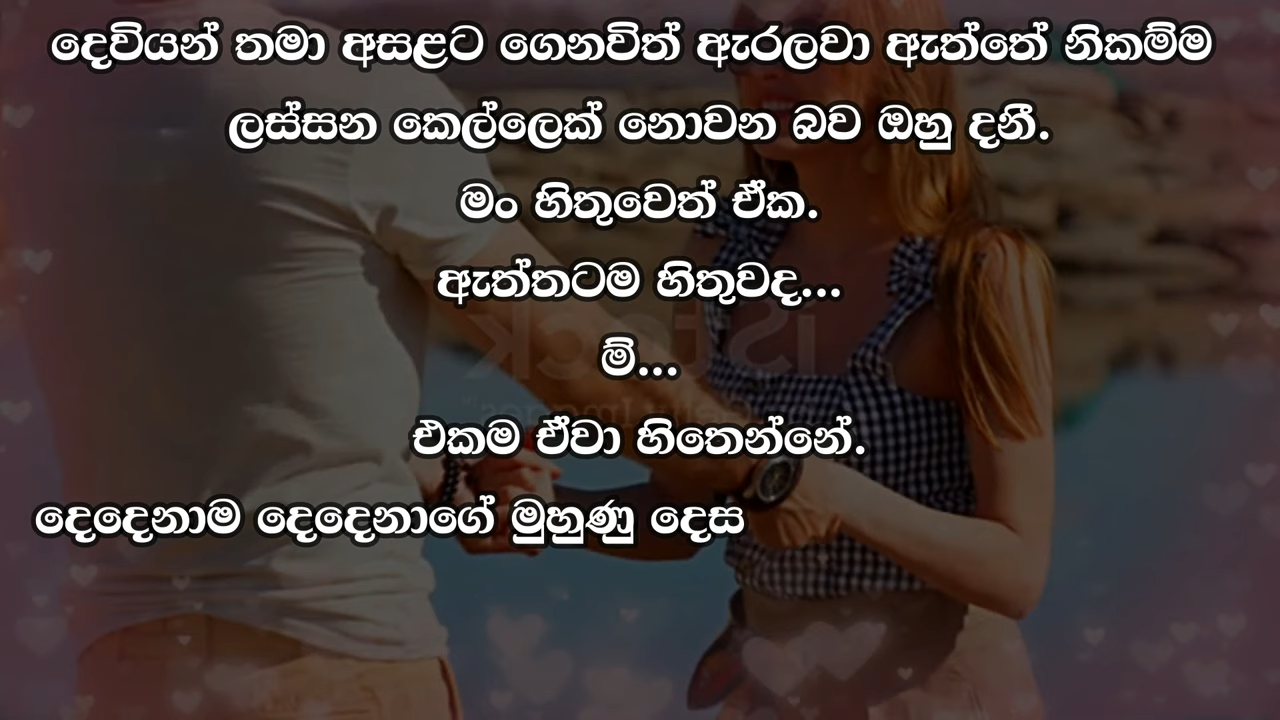 දෙවියන් තමා අසළට ගෙනවිත් ඇරලවා ඇත්තේ නිකම්ම
ලස්සන කෙල්ලෙක් නොවන බව ඔහු දනී.
මං හිතුවෙත් ඒක.
ඇත්තටම හිතුවද...
ම්...
එකම ඒවා හිතෙන්නේ.
දෙදෙනාම දෙදෙනාගේ මුහුණු දෙස